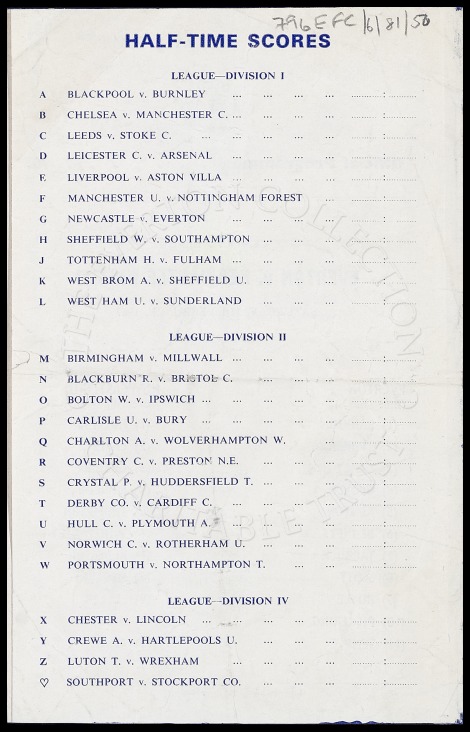 796EFC/6/81/50
HALF-TIME SCORES
LEAGUE—DIVISION I
A BLACKPOOL v. BURNLEY ... ... ... ............:............
B CHELSEA v. MANCHESTER C. ... ... ... ... ............:............
C LEEDS v. STOKE C. ... ... ... ... ............:............
D LEICESTER C. v. ARSENAL ... ... ... ... ............:............
E LIVERPOOL v. ASTON VILLA ... ... ... ... ............:............
F MANCHESTER U. v. NOTTINGHAM FOREST ... ............:............
G NEWCASTLE v. EVERTON ... ... ... ... ............:............
H SHEFFIELD W. v. SOUTHAMPTON ... ... ... ............:............
J TOTTENHAM H. v. FULHAM ... ... ... ... ............:............
K WEST BROM A. v. SHEFFIELD U. ... ... ... ............:............
L WEST HAM U. v. SUNDERLAND ... ... ... ............:............
LEAGUE—DIVISION II
M BIRMINGHAM v. MILLWALL ... ... ... ... ............:............
N BLACKBURN R. v. BRISTOL C. ... ... ... ............:............
O BOLTON W. v. IPSWICH ... ... ... ... ... ............:............
P CARLISLE U. v. BURY ... ... ... ... ... ............:............
Q CHARLTON A. v. WOLVERHAMPTON W. ... ............:............
R COVENTRY C. v. PRESTON N.E. ... ... ... ............:............
S CRYSTAL P. v. HUDDERSFIELD T. ... ... ... ............:............
T DERBY CO. v. CARDIFF C. ... ... ... ... ............:............
U HULL C. v. PLYMOUTH A. ... ... ... ... ............:............
V NORWICH C. v. ROTHERHAM U. ... ... ... ............:............
W PORTSMOUTH v. NORTHAMPTON T. ... ... ............:............
LEAGUE—DIVISION IV
X CHESTER v. LINCOLN ... ... ... ... ... ............:............
Y CREWE A. v. HARTLEPOOLS U. ... ... ... ............:............
Z LUTON T. v. WREXHAM ... ... ... ... ............:............
♡ SOUTHPORT v. STOCKPORT CO. ... ... ... ............:............